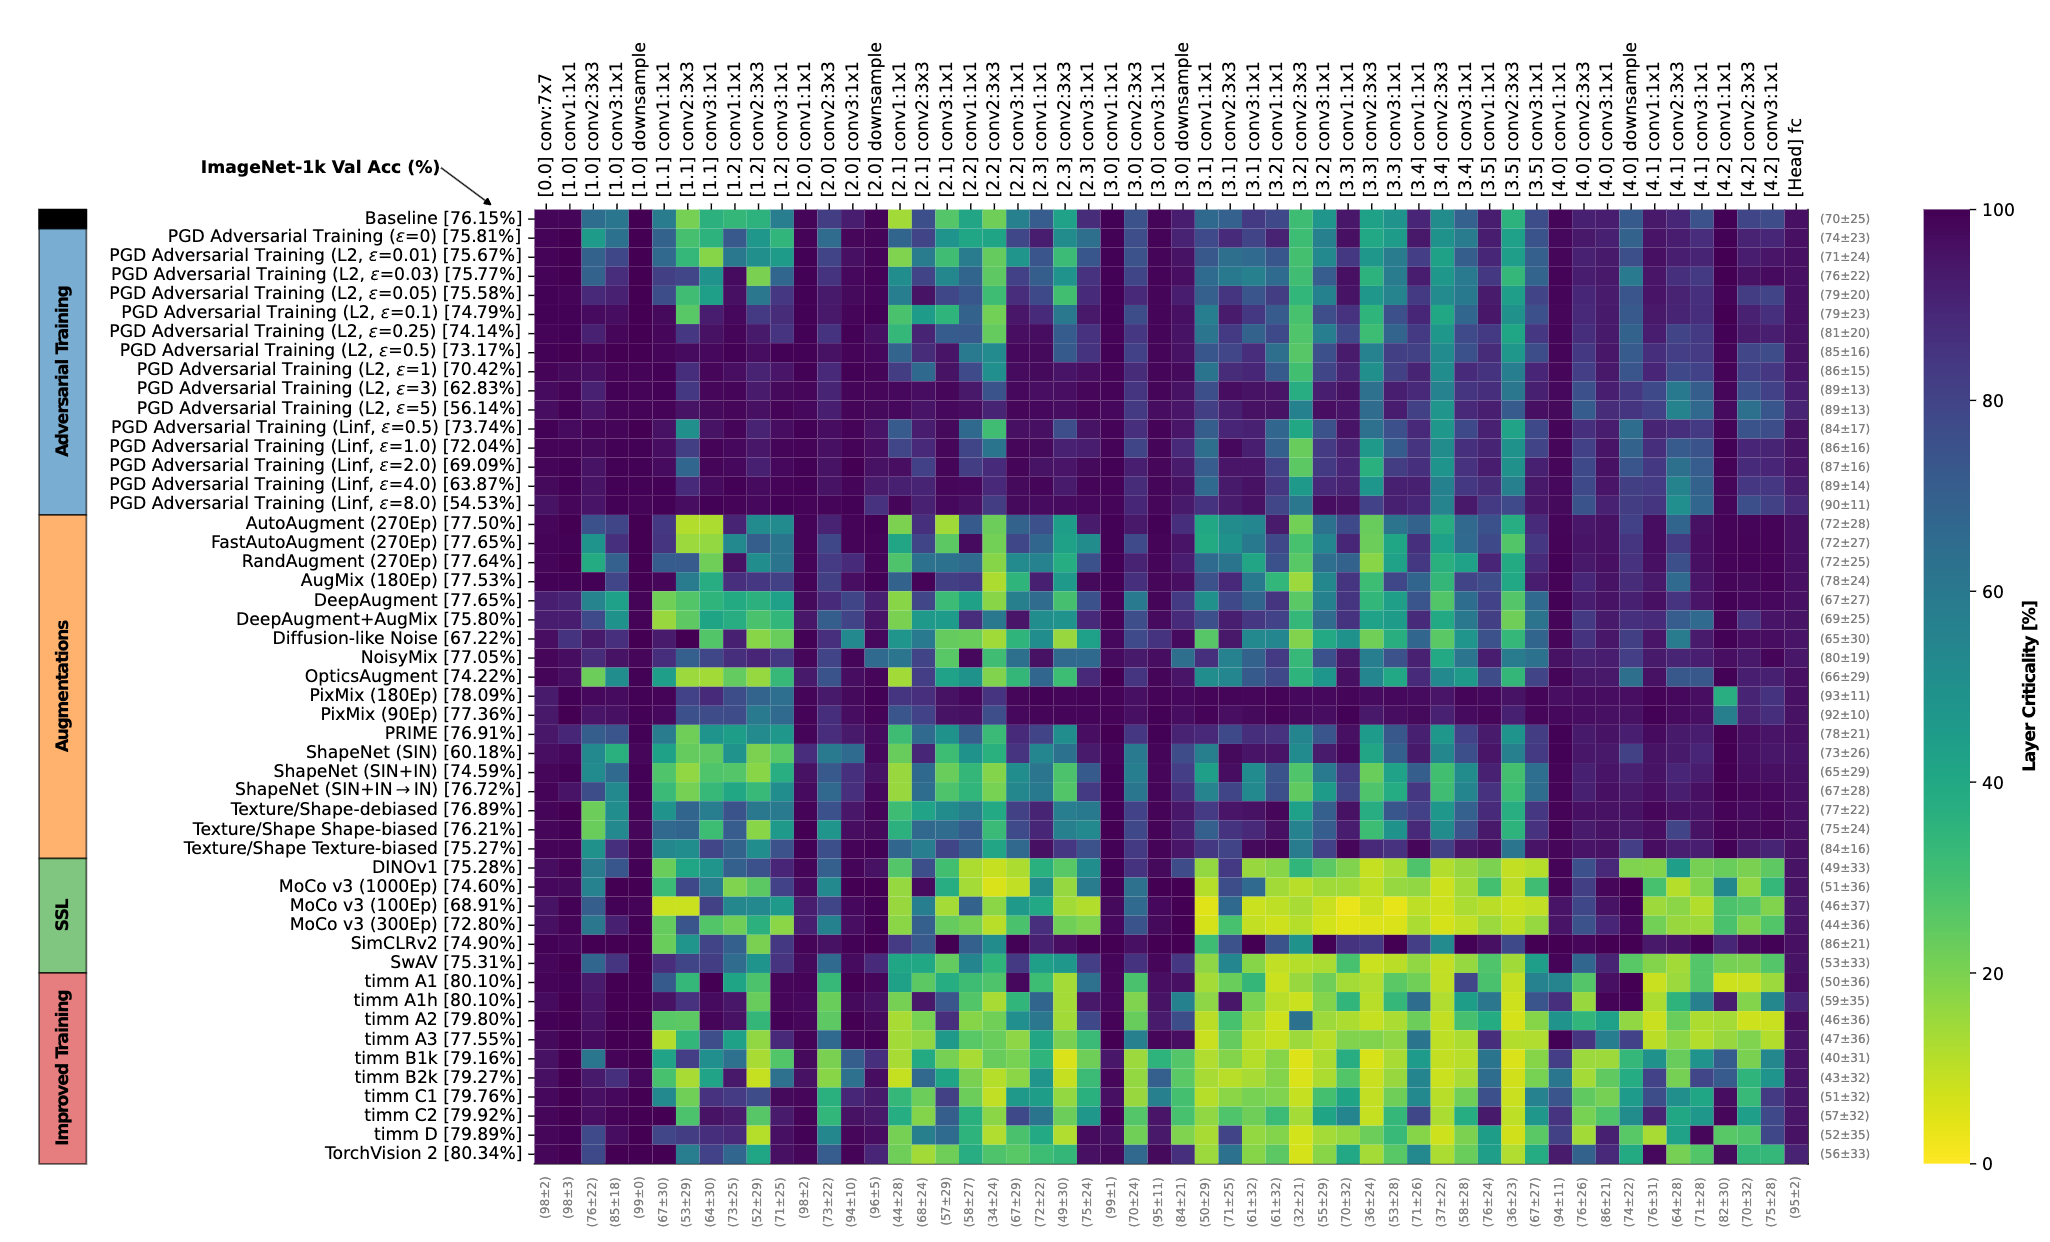 [0.0] conv:7x7
[1.0] conv1:1x1
[1.0] conv2:3x3
[1.0] conv3:1x1
[1.0] downsample
[1.1] conv1:1x1
[1.1] conv2:3x3
[1.1] conv3:1x1
[1.2] conv1:1x1
[1.2] conv2:3x3
[1.2] conv3:1x1
[2.0] conv1:1x1
[2.0] conv2:3x3
[2.0] conv3:1x1
[2.0] downsample
[2.1] conv1:1x1
[2.1] conv2:3x3
[2.1] conv3:1x1
[2.2] conv1:1x1
[2.2] conv2:3x3
[2.2] conv3:1x1
[2.3] conv1:1x1
[2.3] conv2:3x3
[2.3] conv3:1x1
[3.0] conv1:1x1
[3.0] conv2:3x3
[3.0] conv3:1x1
[3.0] downsample
[3.1] conv1:1x1
[3.1] conv2:3x3
[3.1] conv3:1x1
[3.2] conv1:1x1
[3.2] conv2:3x3
[3.2] conv3:1x1
[3.3] conv1:1x1
[3.3] conv2:3x3
[3.3] conv3:1x1
[3.4] conv1:1x1
[3.4] conv2:3x3
[3.4] conv3:1x1
[3.5] conv1:1x1
[3.5] conv2:3x3
[3.5] conv3:1x1
[4.0] conv1:1x1
[4.0] conv2:3x3
[4.0] conv3:1x1
[4.0] downsample
[4.1] conv1:1x1
[4.1] conv2:3x3
[4.1] conv3:1x1
[4.2] conv1:1x1
[4.2] conv2:3x3
[4.2] conv3:1x1
[Head] fc
ImageNet-1k Val Acc (%)
Baseline [76.15%] (70±25)
PGD Adversarial Training (ε=0) [75.81%] (74±23)
PGD Adversarial Training (L2, ε=0.01) [75.67%] (71±24)
PGD Adversarial Training (L2, ε=0.03) [75.77%] (76±22)
PGD Adversarial Training (L2, ε=0.05) [75.58%] (79±20)
PGD Adversarial Training (L2, ε=0.1) [74.79%] (79±23)
PGD Adversarial Training (L2, ε=0.25) [74.14%] (81±20)
PGD Adversarial Training (L2, ε=0.5) [73.17%] (85±16)
PGD Adversarial Training (L2, ε=1) [70.42%] (86±15)
PGD Adversarial Training (L2, ε=3) [62.83%] (89±13)
PGD Adversarial Training (L2, ε=5) [56.14%] (89±13)
PGD Adversarial Training (Linf, ε=0.5) [73.74%] (84±17)
PGD Adversarial Training (Linf, ε=1.0) [72.04%] (86±16)
PGD Adversarial Training (Linf, ε=2.0) [69.09%] (87±16)
PGD Adversarial Training (Linf, ε=4.0) [63.87%] (89±14)
PGD Adversarial Training (Linf, ε=8.0) [54.53%] (90±11)
AutoAugment (270Ep) [77.50%] (72±28)
FastAutoAugment (270Ep) [77.65%] (72±27)
RandAugment (270Ep) [77.64%] (72±25)
AugMix (180Ep) [77.53%] (78±24)
DeepAugment [77.65%] (67±27)
DeepAugment+AugMix [75.80%] (69±25)
Diffusion-like Noise [67.22%] (65±30)
NoisyMix [77.05%] (80±19)
OpticsAugment [74.22%] (66±29)
PixMix (180Ep) [78.09%] (93±11)
PixMix (90Ep) [77.36%] (92±10)
PRIME [76.91%] (78±21)
ShapeNet (SIN) [60.18%] (73±26)
ShapeNet (SIN+IN) [74.59%] (65±29)
ShapeNet (SIN+IN→IN) [76.72%] (67±28)
Texture/Shape-debiased [76.89%] (77±22)
Texture/Shape Shape-biased [76.21%] (75±24)
Texture/Shape Texture-biased [75.27%] (84±16)
DINOv1 [75.28%] (49±33)
MoCo v3 (1000Ep) [74.60%] (51±36)
MoCo v3 (100Ep) [68.91%] (46±37)
MoCo v3 (300Ep) [72.80%] (44±36)
SimCLRv2 [74.90%] (86±21)
SwAV [75.31%] (53±33)
timm A1 [80.10%] (50±36)
timm A1h [80.10%] (59±35)
timm A2 [79.80%] (46±36)
timm A3 [77.55%] (47±36)
timm B1k [79.16%] (40±31)
timm B2k [79.27%] (43±32)
timm C1 [79.76%] (51±32)
timm C2 [79.92%] (57±32)
timm D [79.89%] (52±35)
TorchVision 2 [80.34%] (56±33)
Adversarial Training
Augmentations
SSL
Improved Training
(98±2)
(98±3)
(76±22)
(85±18)
(99±0)
(67±30)
(53±29)
(64±30)
(73±25)
(52±29)
(71±25)
(98±2)
(73±22)
(94±10)
(96±5)
(44±28)
(68±24)
(57±29)
(58±27)
(34±24)
(67±29)
(72±22)
(49±30)
(75±24)
(99±1)
(70±24)
(95±11)
(84±21)
(50±29)
(71±25)
(61±32)
(61±32)
(32±21)
(55±29)
(70±32)
(36±24)
(53±28)
(71±26)
(37±22)
(58±28)
(76±24)
(36±23)
(67±27)
(94±11)
(76±26)
(86±21)
(74±22)
(76±31)
(64±28)
(71±28)
(82±30)
(70±32)
(75±28)
(95±2)
100
80
60
40
20
0
Layer Criticality [%]